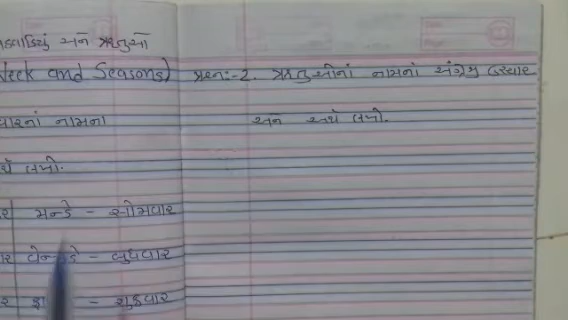 અઠવાડિયું અને ઋતુઓ
Week and Seasons)
વારનાં નામના
લખો.
વાર મન્ડે - સોમવાર
વાર વેન્સડે - બુધવાર
વાર - શુક્રવાર
પ્રશ્ન:-2. ઋતુઓનાં નામનાં અંગ્રેજી ઉચ્ચાર
અને અર્થ લખો.